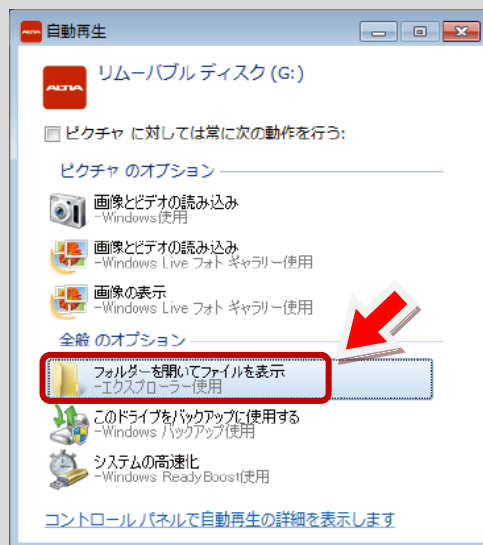 ALTIA
自動再生
ALTIA
リムーバブル ディスク (G:)
ピクチャ に対しては常に次の動作を行う:
ピクチャ のオプション
画像とビデオの読み込み
-Windows使用
画像とビデオの読み込み
-Windows Live フォト ギャラリー使用
画像の表示
-Windows Live フォト ギャラリー使用
全般 のオプション
フォルダーを開いてファイルを表示
-エクスプローラー使用
このドライブをバックアップに使用する
-Windows バックアップ使用
システムの高速化
-Windows ReadyBoost使用
コントロール パネルで自動再生の詳細を表示します